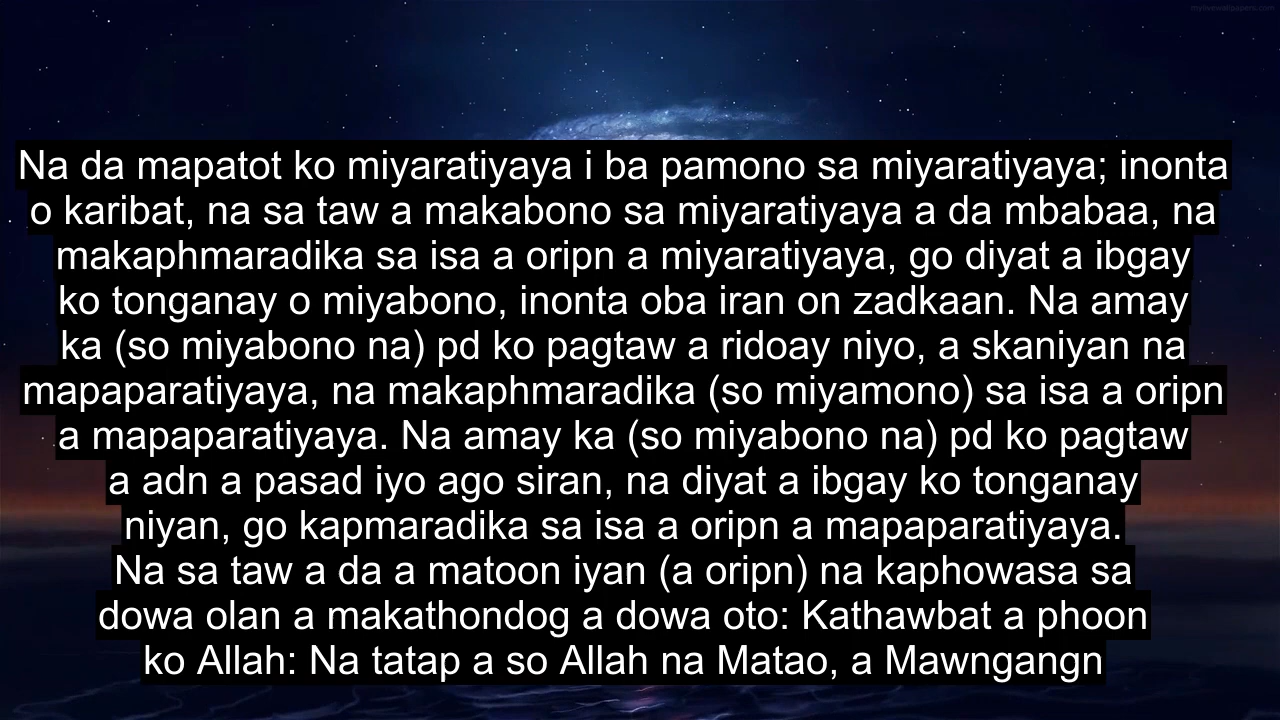 mylivewallpapers.com
Na da mapatot ko miyaratiyaya i ba pamono sa miyaratiyaya; inonta
o karibat, na sa taw a makabono sa miyaratiyaya a da mbabaa, na
makaphmaradika sa isa a oripn a miyaratiyaya, go diyat a ibgay
ko tonganay o miyabono, inonta oba iran on zadkaan. Na amay
ka (so miyabono na) pd ko pagtaw a ridoay niyo, a skaniyan na
mapaparatiyaya, na makaphmaradika (so miyamono) sa isa a oripn
a mapaparatiyaya. Na amay ka (so miyabono na) pd ko pagtaw
a adn a pasad iyo ago siran, na diyat a ibgay ko tonganay
niyan, go kapmaradika sa isa a oripn a mapaparatiyaya.
Na sa taw a da a matoon iyan (a oripn) na kaphowasa sa
dowa olan a makathondog a dowa oto: Kathawbat a phoon
ko Allah: Na tatap a so Allah na Matao, a Mawngangn